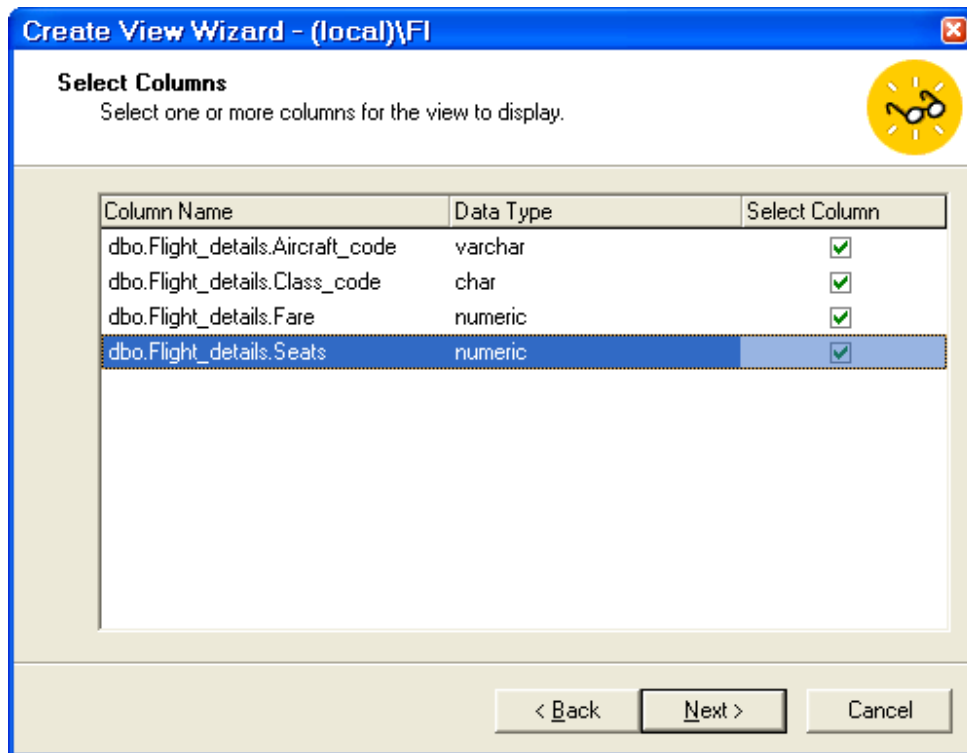 Create View Wizard - (local)\Fl
Select Columns
Select one or more columns for the view to display.
Column Name Data Type Select Column
dbo.Flight_details.Aircraft_code varchar
dbo.Flight_details.Class_code char
dbo.Flight_details.Fare numeric
dbo.Flight_details.Seats numeric
< Back Next > Cancel